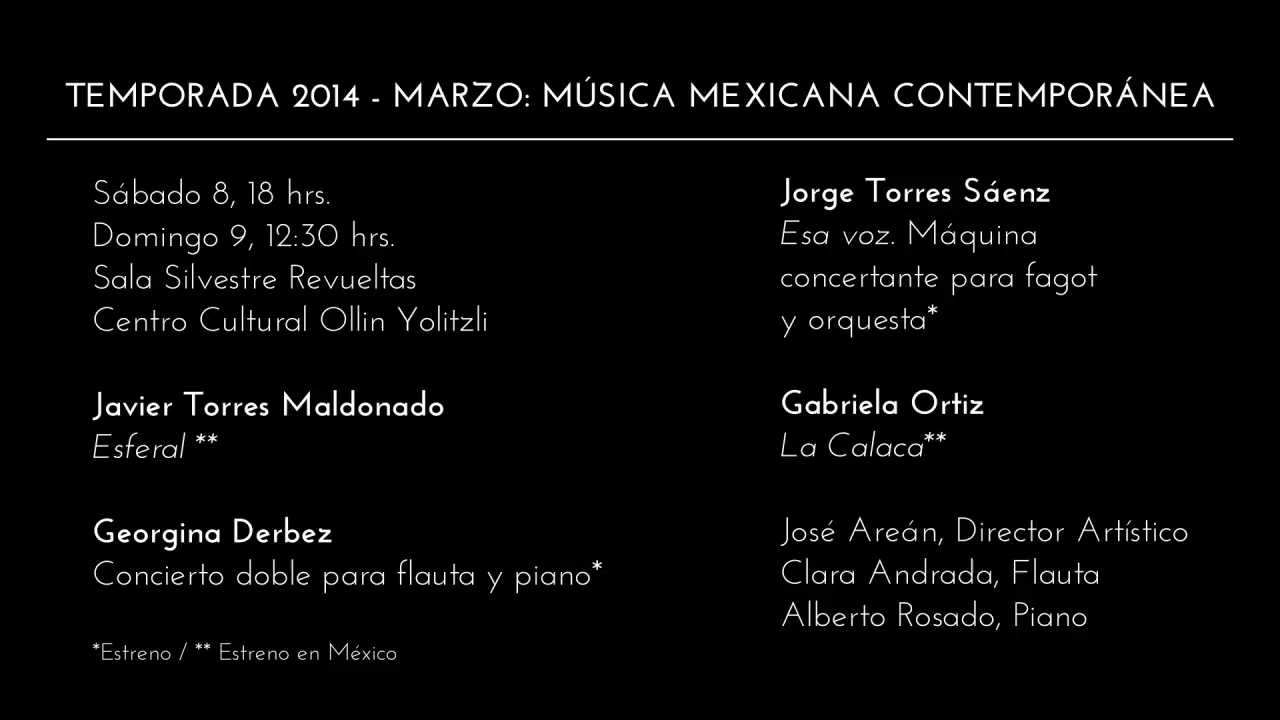 TEMPORADA 2014 - MARZO: MÚSICA MEXICANA CONTEMPORÁNEA
Sábado 8, 18 hrs.
Domingo 9, 12:30 hrs.
Sala Silvestre Revueltas
Centro Cultural Ollin Yolitzli
Javier Torres Maldonado
Esferal **
Georgina Derbez
Concierto doble para flauta y piano*
*Estreno / ** Estreno en México
Jorge Torres Sáenz
Esa voz. Máquina
concertante para fagot
y orquesta*
Gabriela Ortiz
La Calaca**
José Areán, Director Artístico
Clara Andrada, Flauta
Alberto Rosado, Piano